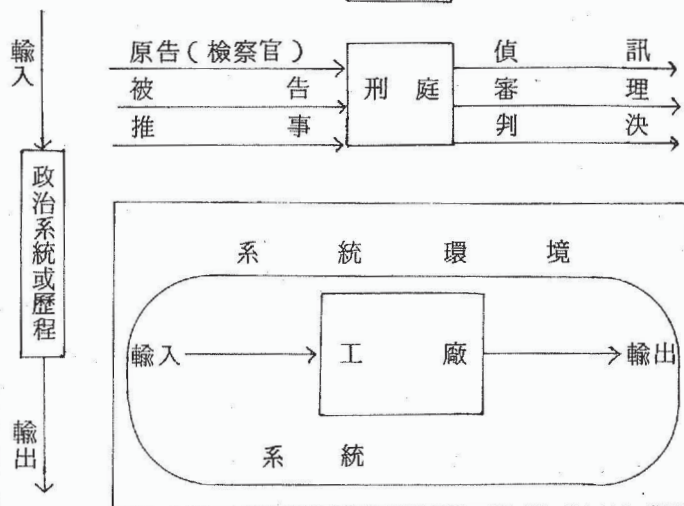 輸入
政治系統或歷程
輸出
原告(檢察官)
被告
推事
刑庭
偵訊
審理
判決
系統環境
輸入
工廠
輸出
系統